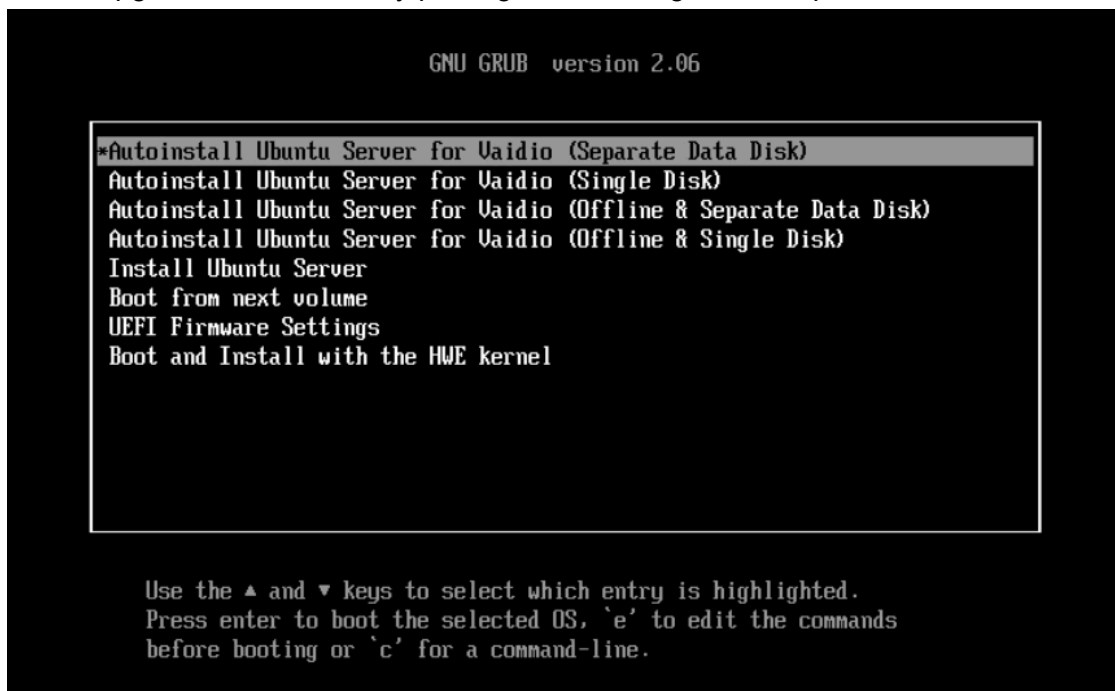 GNU GRUB version 2.06
*Autoinstall Ubuntu Server for Vaidio (Separate Data Disk)
Autoinstall Ubuntu Server for Vaidio (Single Disk)
Autoinstall Ubuntu Server for Vaidio (Offline & Separate Data Disk)
Autoinstall Ubuntu Server for Vaidio (Offline & Single Disk)
Install Ubuntu Server
Boot from next volume
UEFI Firmware Settings
Boot and Install with the HWE kernel
Use the ▲ and ▼ keys to select which entry is highlighted.
Press enter to boot the selected OS, `e' to edit the commands
before booting or `c' for a command-line.